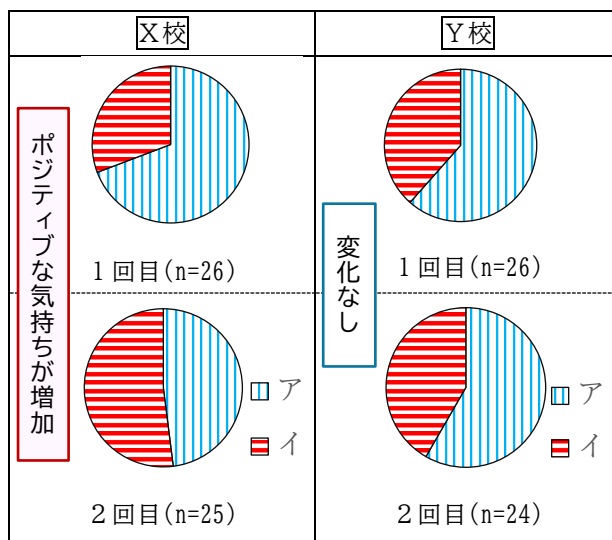 X校
Y校
ポジティブな気持ちが増加
1回目(n=26)
変化なし
1回目(n=26)
ア
イ
2回目(n=25)
ア
イ
2回目(n=24)